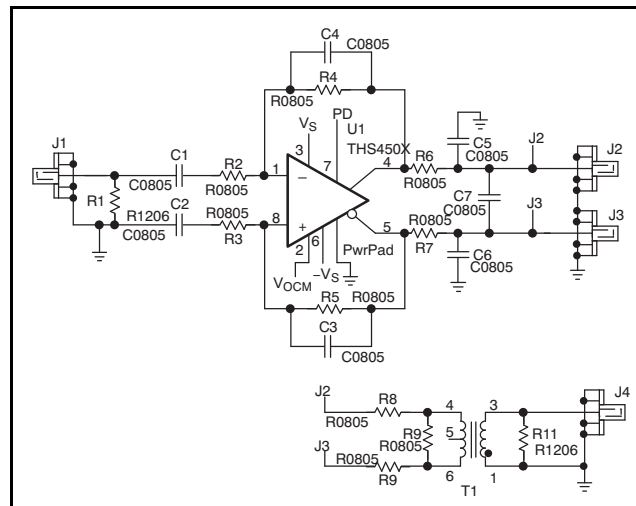 C4
C0805
R4
R0805
PD
U1
THS450X
VS
3
7
4
J1
C1
R2
1
−
C0805
R0805
R1
R1206
C2
R0805
C0805
R3
8
+
2
6
−VS
VOCM
PwrPad
5
R6
R0805
C5
C0805
J2
J2
C7
C0805
J3
J3
R0805
R7
C6
C0805
R5
R0805
R0805
C3
C0805
J2
R8
R0805
4
3
J4
R9
5
R0805
R11
R1206
J3
R0805
R9
6
1
T1